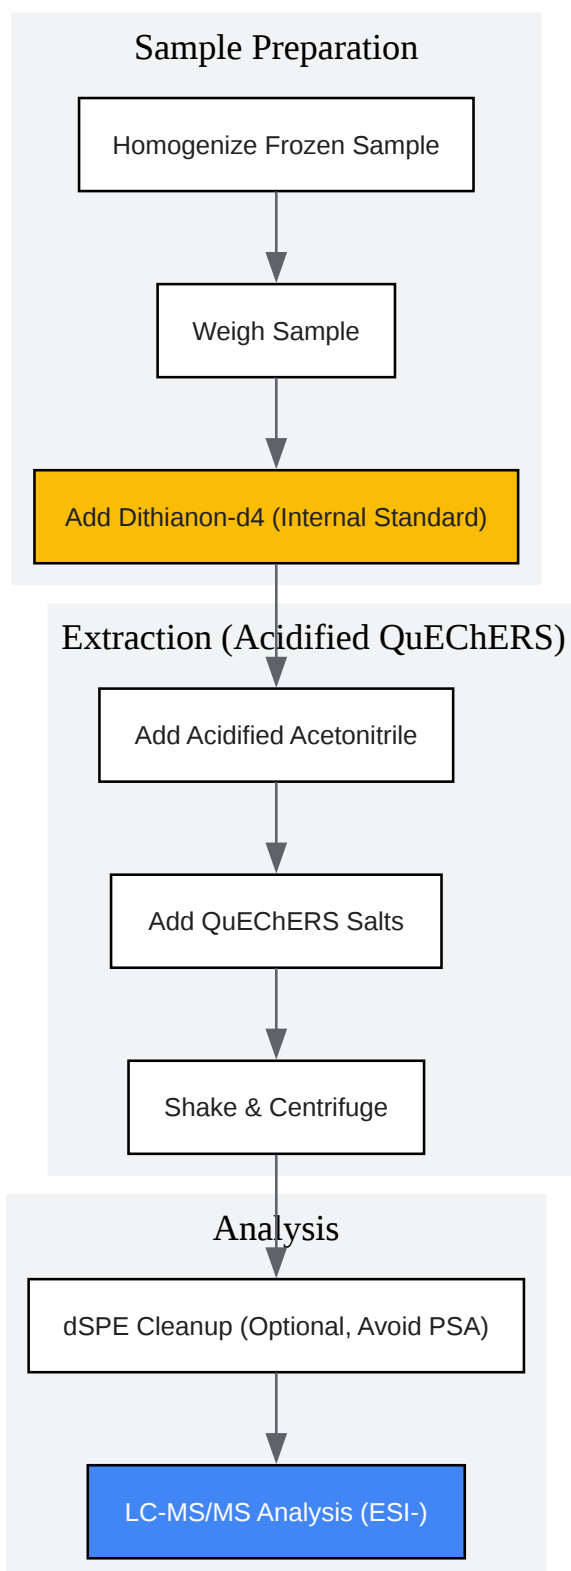 Sample Preparation
Homogenize Frozen Sample
Weigh Sample
Add Dithianon-d4 (Internal Standard)
Extraction (Acidified QuEChERS)
Add Acidified Acetonitrile
Add QuEChERS Salts
Shake & Centrifuge
Analysis
dSPE Cleanup (Optional, Avoid PSA)
LC-MS/MS Analysis (ESI-)